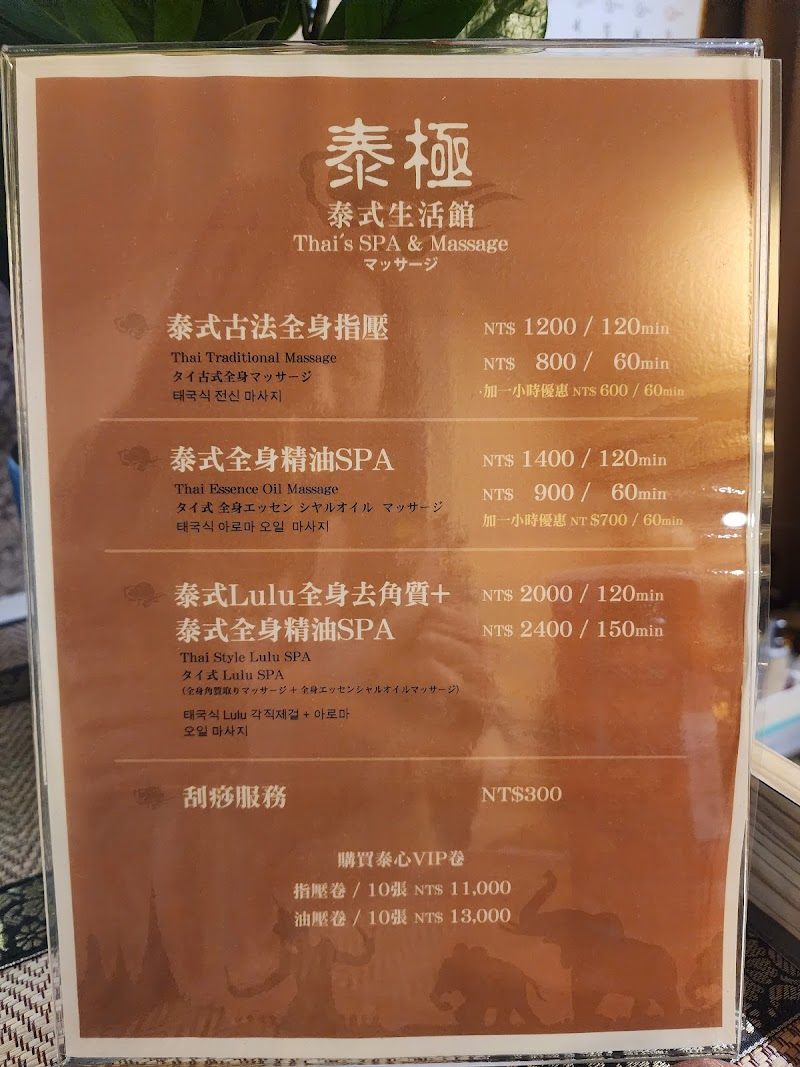 泰極
泰式生活館
Thai's SPA & Massage
マッサージ
泰式古法全身指壓
NT$ 1200 / 120min
Thai Traditional Massage
NT$ 800 / 60min
タイ古式全身マッサージ
태국식 전신 마사지
·加一小時優惠 NT$ 600 / 60min
泰式全身精油SPA
NT$ 1400 / 120min
Thai Essence Oil Massage
NT$ 900 / 60min
タイ式 全身エッセン シヤルオイル マッサージ
태국식 아로마 오일 마사지
加一小時優惠 NT $700 / 60min
泰式Lulu全身去角質+
NT$ 2000 / 120min
泰式全身精油SPA
NT$ 2400 / 150min
Thai Style Lulu SPA
タイ式 Lulu SPA
(全身角質取りマッサージ + 全身エッセンシャルオイルマッサージ)
태국식 Lulu 각직제걸 + 아로마
오일 마사지
刮痧服務
NT$300
購買泰心VIP卷
指壓卷 / 10張 NT$ 11,000
油壓卷 / 10張 NT$ 13,000